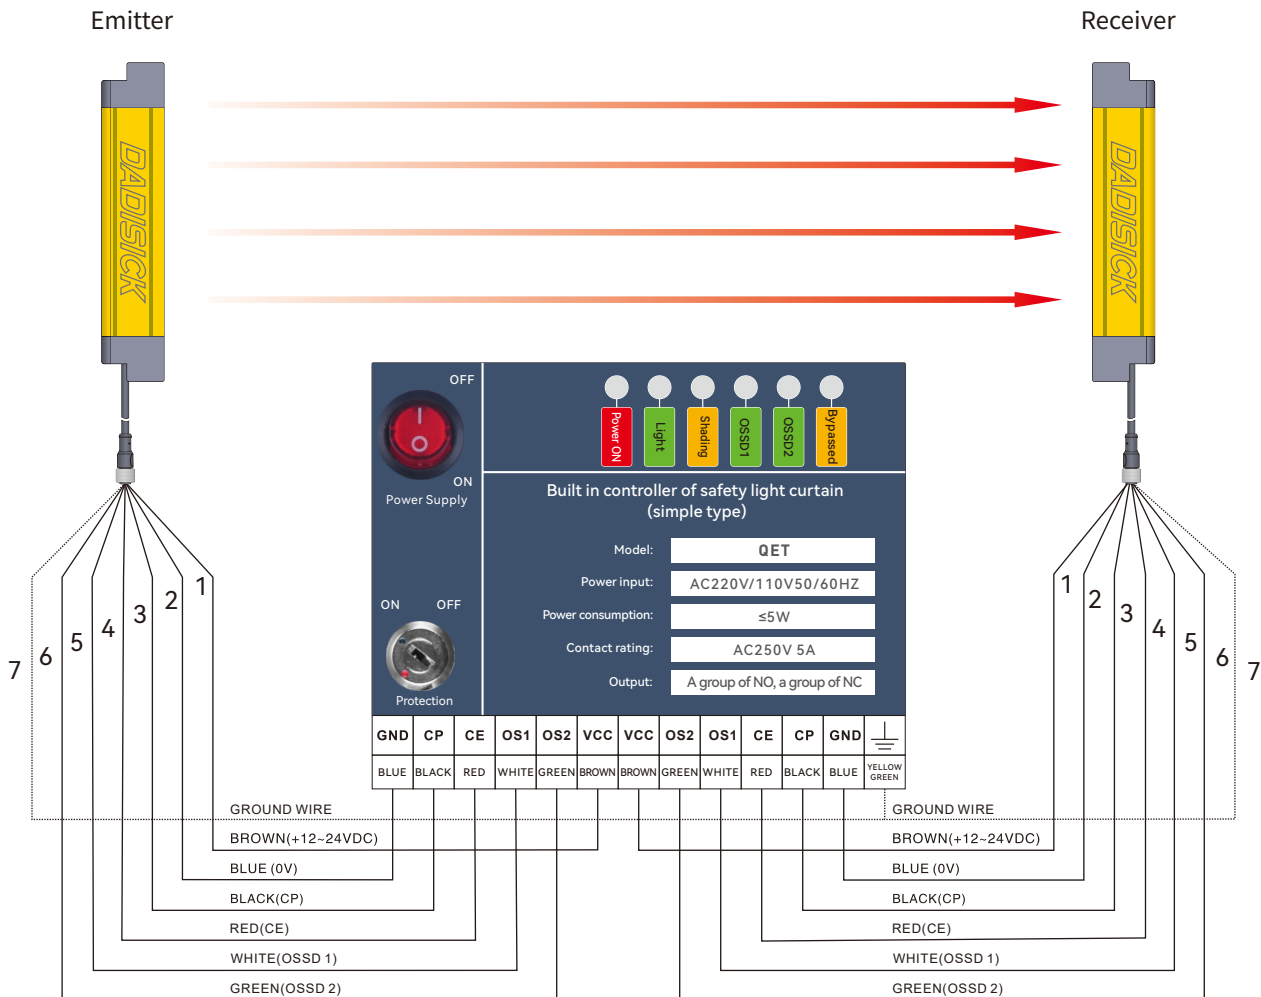 Emitter
Receiver
DADISICK
DADISICK
OFF
ON
Power Supply
Power ON
Light
Shading
OSSD1
OSSD2
Bypassed
Built in controller of safety light curtain
(simple type)
Model: QET
Power input: AC220V/110V50/60HZ
Power consumption: ≤5W
Contact rating: AC250V 5A
Output: A group of NO, a group of NC
ON OFF
Protection
GND CP CE OS1 OS2 VCC VCC OS2 OS1 CE CP GND
BLUE BLACK RED WHITE GREEN BROWN BROWN GREEN WHITE RED BLACK BLUE YELLOW GREEN
7 6 5 4 3 2 1
1 2 3 4 5 6 7
GROUND WIRE
BROWN(+12~24VDC)
BLUE (0V)
BLACK(CP)
RED(CE)
WHITE(OSSD 1)
GREEN(OSSD 2)
GROUND WIRE
BROWN(+12~24VDC)
BLUE (0V)
BLACK(CP)
RED(CE)
WHITE(OSSD 1)
GREEN(OSSD 2)